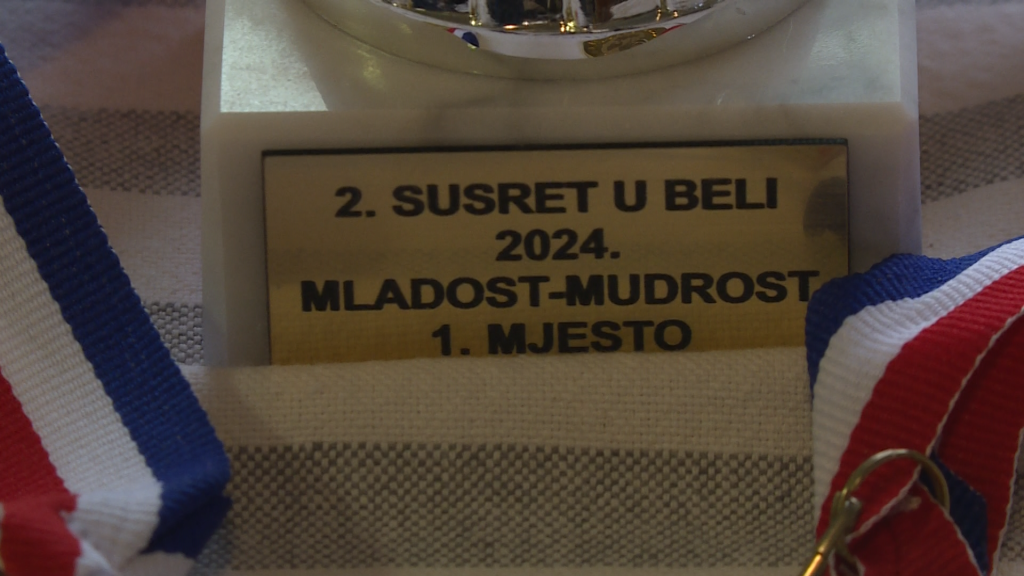 2. SUSRET U BELI
2024.
MLADOST-MUDROST
1. MJESTO